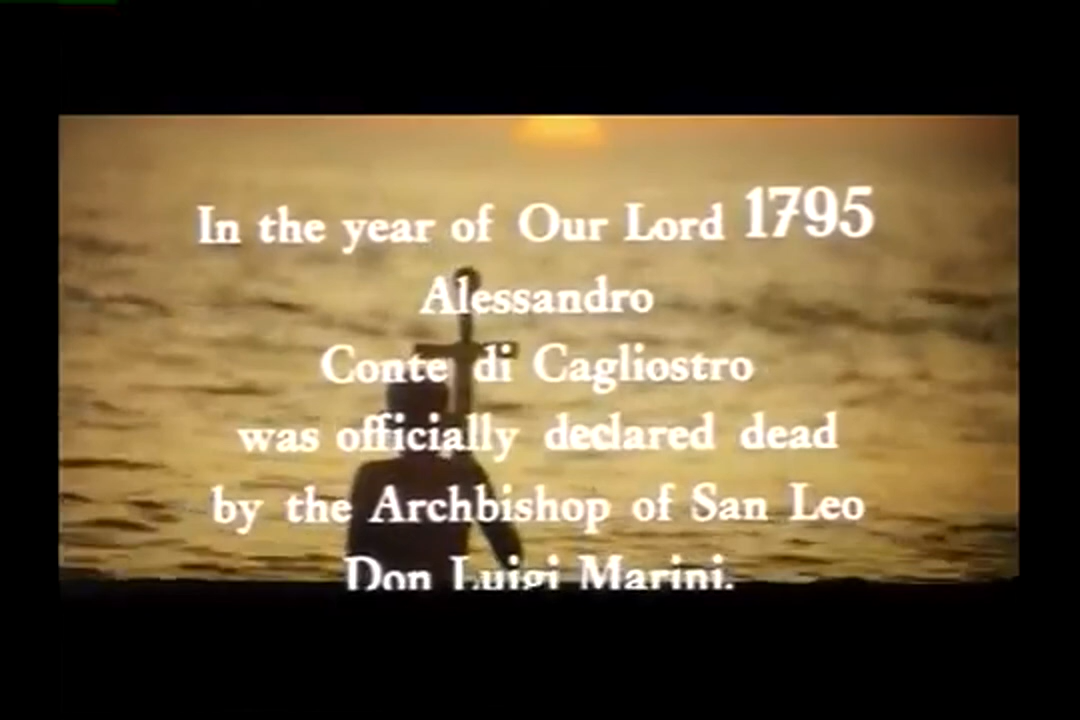 In the year of Our Lord 1795
Alessandro
Conte di Cagliostro
was officially declared dead
by the Archbishop of San Leo
Don Luigi Marini.